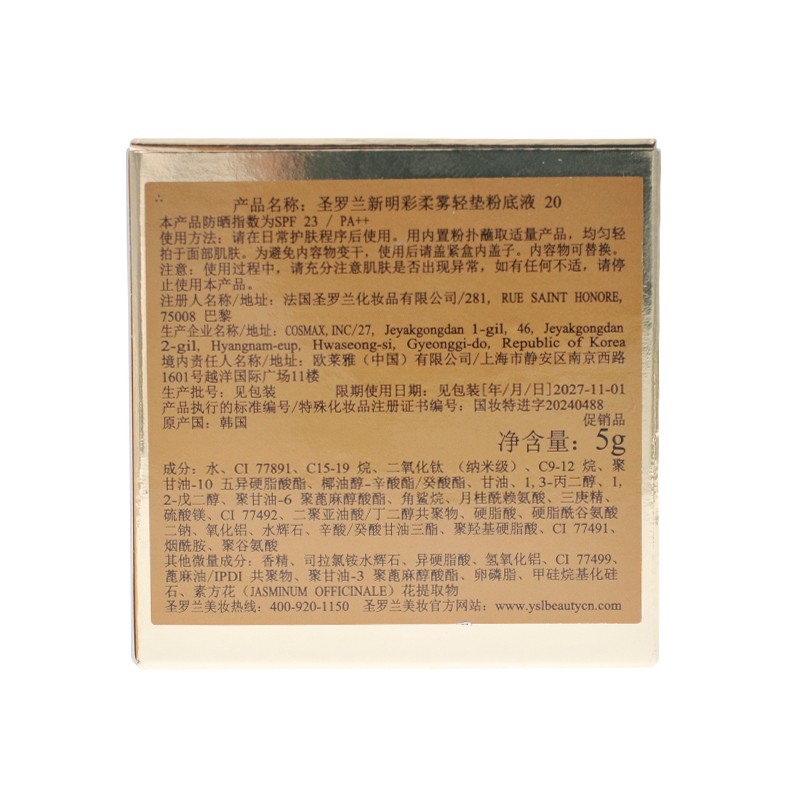 产品名称：圣罗兰新明彩柔雾轻垫粉底液 20
本产品防晒指数为SPF 23 / PA++
使用方法：请在日常护肤程序后使用。用内置粉扑蘸取适量产品，均匀轻
拍于面部肌肤。为避免内容物变干，使用后请盖紧盒内盖子。内容物可替换。
注意：使用过程中，请充分注意肌肤是否出现异常，如有任何不适，请停
止使用本产品。
注册人名称/地址：法国圣罗兰化妆品有限公司/281, RUE SAINT HONORE,
75008 巴黎
生产企业名称/地址：COSMAX, INC/27, Jeyakgongdan 1-gil, 46, Jeyakgongdan
2-gil, Hyangnam-eup, Hwaseong-si, Gyeonggi-do, Republic of Korea
境内责任人名称/地址：欧莱雅（中国）有限公司/上海市静安区南京西路
1601号越洋国际广场11楼
生产批号：见包装 限期使用日期：见包装[年/月/日]2027-11-01
产品执行的标准编号/特殊化妆品注册证书编号：国妆特进字20240488
原产国：韩国 促销品
净含量：5g
成分：水、CI 77891、C15-19 烷、二氧化钛 （纳米级）、C9-12 烷、聚
甘油-10 五异硬脂酸酯、椰油醇-辛酸酯/癸酸酯、甘油、1,3-丙二醇、1,
2-戊二醇、聚甘油-6 聚蓖麻醇酸酯、角鲨烷、月桂酰赖氨酸、三庚精、
硫酸镁、CI 77492、二聚亚油酸/丁二醇共聚物、硬脂酸、硬脂酰谷氨酸
二钠、氧化铝、水辉石、辛酸/癸酸甘油三酯、聚羟基硬脂酸、CI 77491、
烟酰胺、聚谷氨酸
其他微量成分：香精、司拉氯铵水辉石、异硬脂酸、氢氧化铝、CI 77499、
蓖麻油/IPDI 共聚物、聚甘油-3 聚蓖麻醇酸酯、卵磷脂、甲硅烷基化硅
石、素方花（JASMINUM OFFICINALE）花提取物
圣罗兰美妆热线：400-920-1150 圣罗兰美妆官方网站：www.yslbeautycn.com